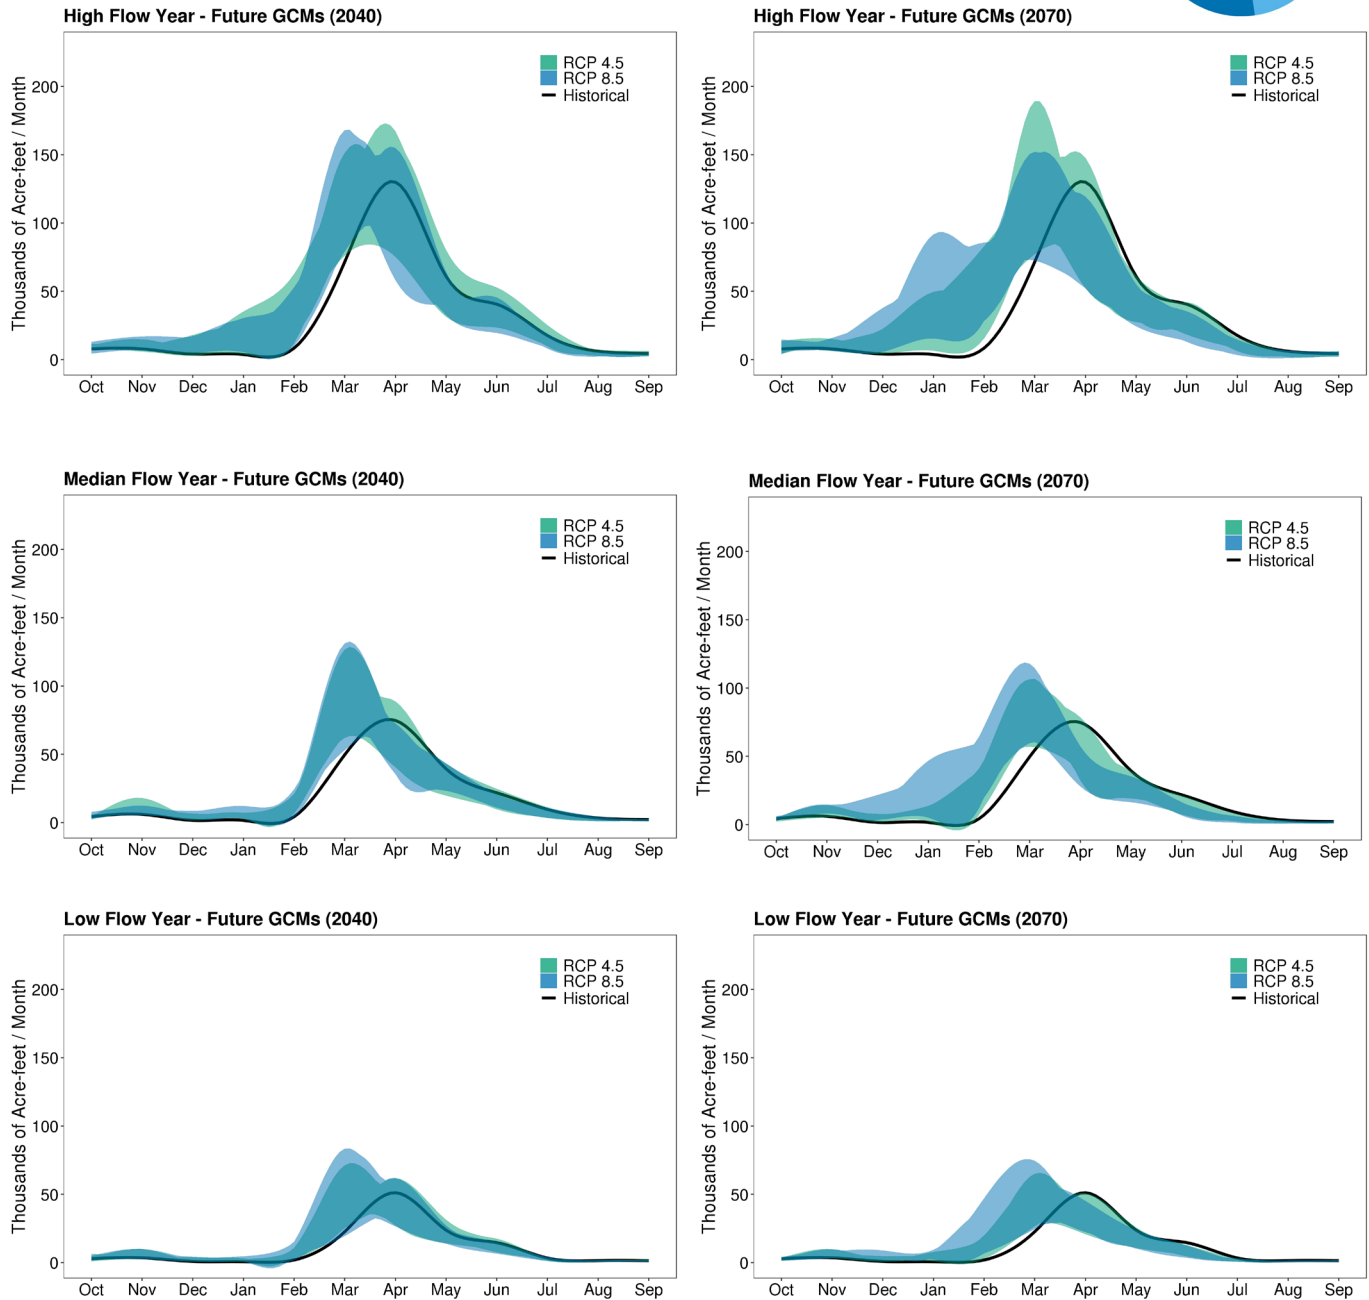 High Flow Year - Future GCMs (2040)
Thousands of Acre-feet / Month
200
150
100
50
0
RCP 4.5
RCP 8.5
Historical
Oct Nov Dec Jan Feb Mar Apr May Jun Jul Aug Sep
High Flow Year - Future GCMs (2070)
Thousands of Acre-feet / Month
200
150
100
50
0
RCP 4.5
RCP 8.5
Historical
Oct Nov Dec Jan Feb Mar Apr May Jun Jul Aug Sep
Median Flow Year - Future GCMs (2040)
Thousands of Acre-feet / Month
200
150
100
50
0
RCP 4.5
RCP 8.5
Historical
Oct Nov Dec Jan Feb Mar Apr May Jun Jul Aug Sep
Median Flow Year - Future GCMs (2070)
Thousands of Acre-feet / Month
200
150
100
50
0
RCP 4.5
RCP 8.5
Historical
Oct Nov Dec Jan Feb Mar Apr May Jun Jul Aug Sep
Low Flow Year - Future GCMs (2040)
Thousands of Acre-feet / Month
200
150
100
50
0
RCP 4.5
RCP 8.5
Historical
Oct Nov Dec Jan Feb Mar Apr May Jun Jul Aug Sep
Low Flow Year - Future GCMs (2070)
Thousands of Acre-feet / Month
200
150
100
50
0
RCP 4.5
RCP 8.5
Historical
Oct Nov Dec Jan Feb Mar Apr May Jun Jul Aug Sep